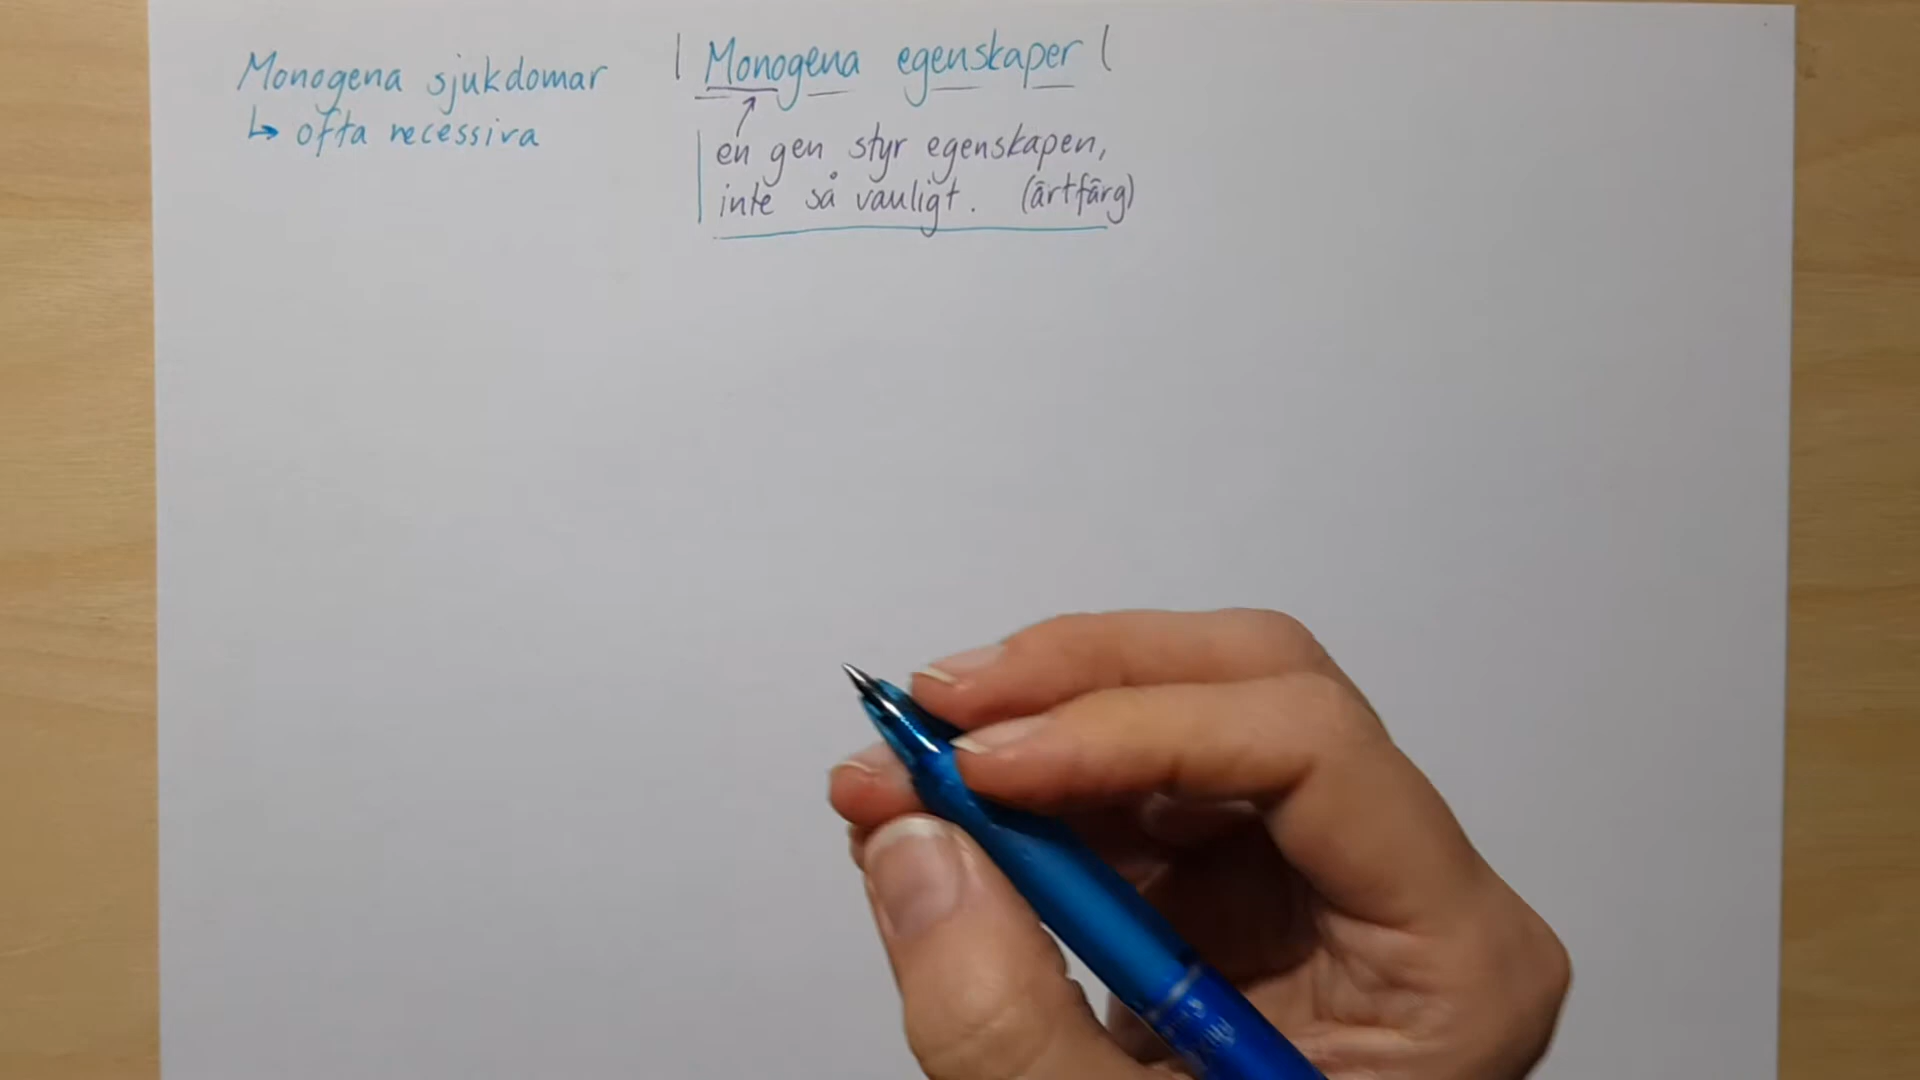 Monogena sjukdomar
↳ ofta recessiva
Monogena egenskaper
en gen styr egenskapen,
inte så vanligt. (ärtfärg)